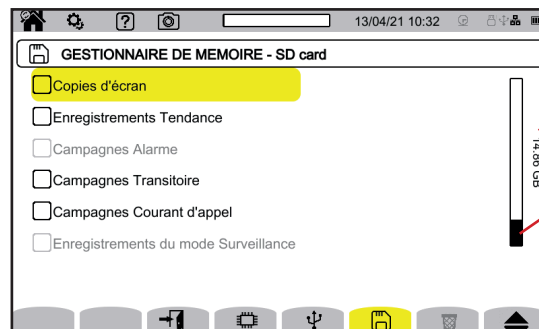 13/04/21 10:32
GESTIONNAIRE DE MEMOIRE - SD card
Copies d'écran
Enregistrements Tendance
Campagnes Alarme
Campagnes Transitoire
Campagnes Courant d'appel
Enregistrements du mode Surveillance
14.86 GB